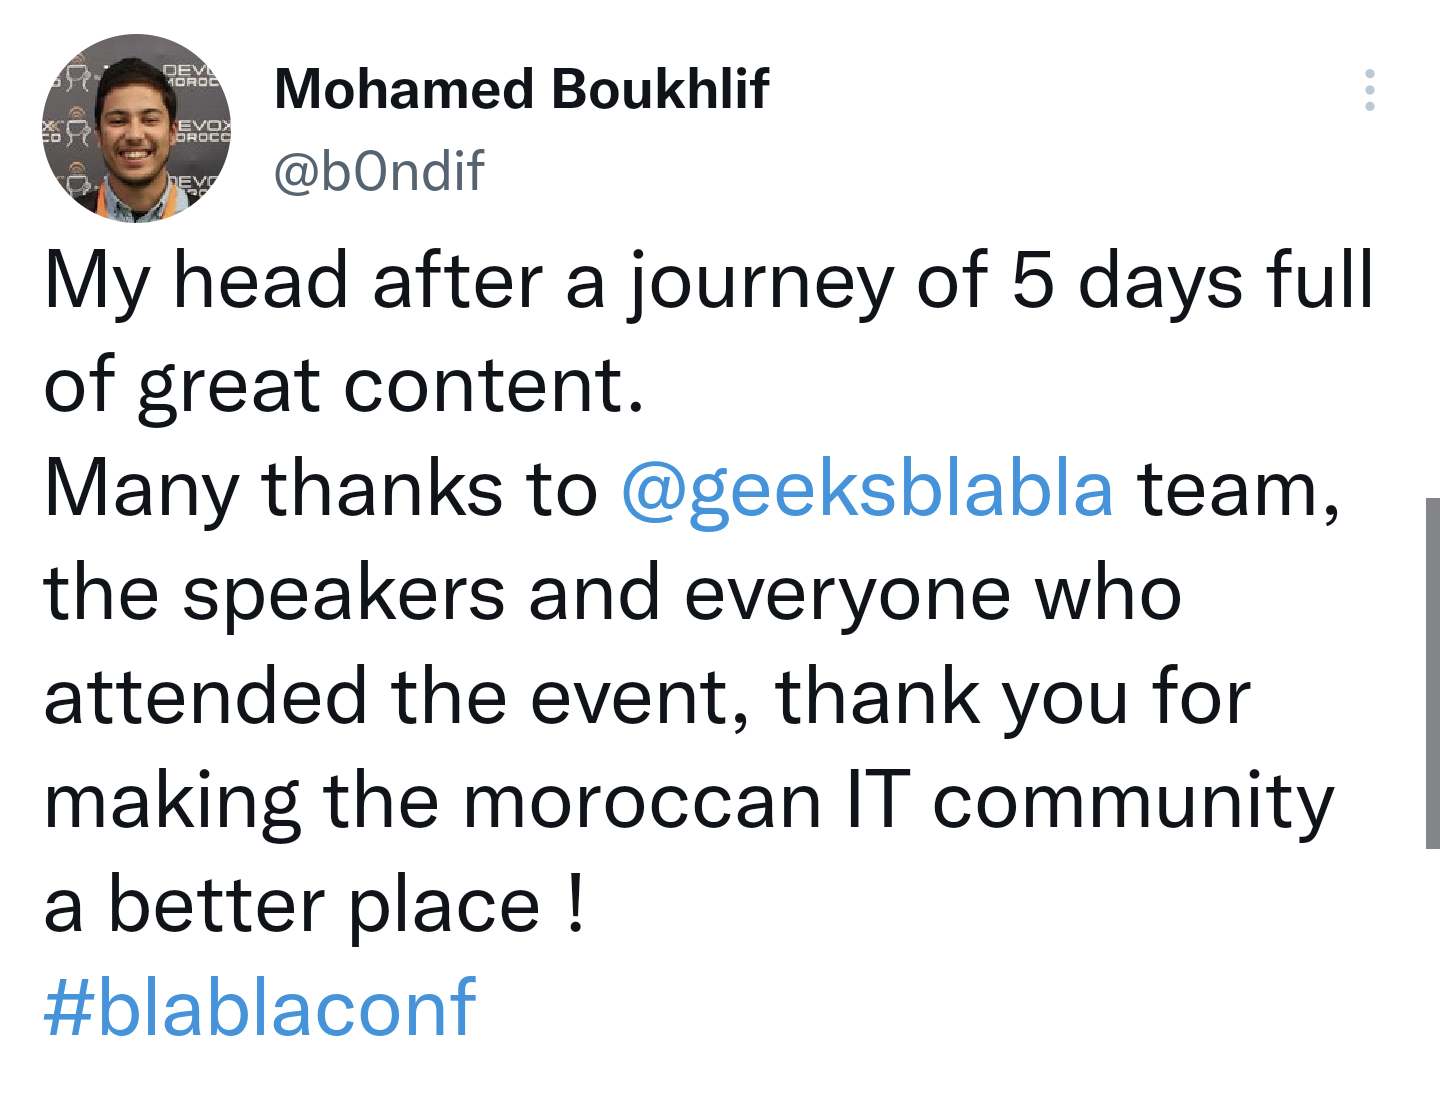 Mohamed Boukhlif
@b0ndif
My head after a journey of 5 days full
of great content.
Many thanks to @geeksblabla team,
the speakers and everyone who
attended the event, thank you for
making the moroccan IT community
a better place !
#blablaconf